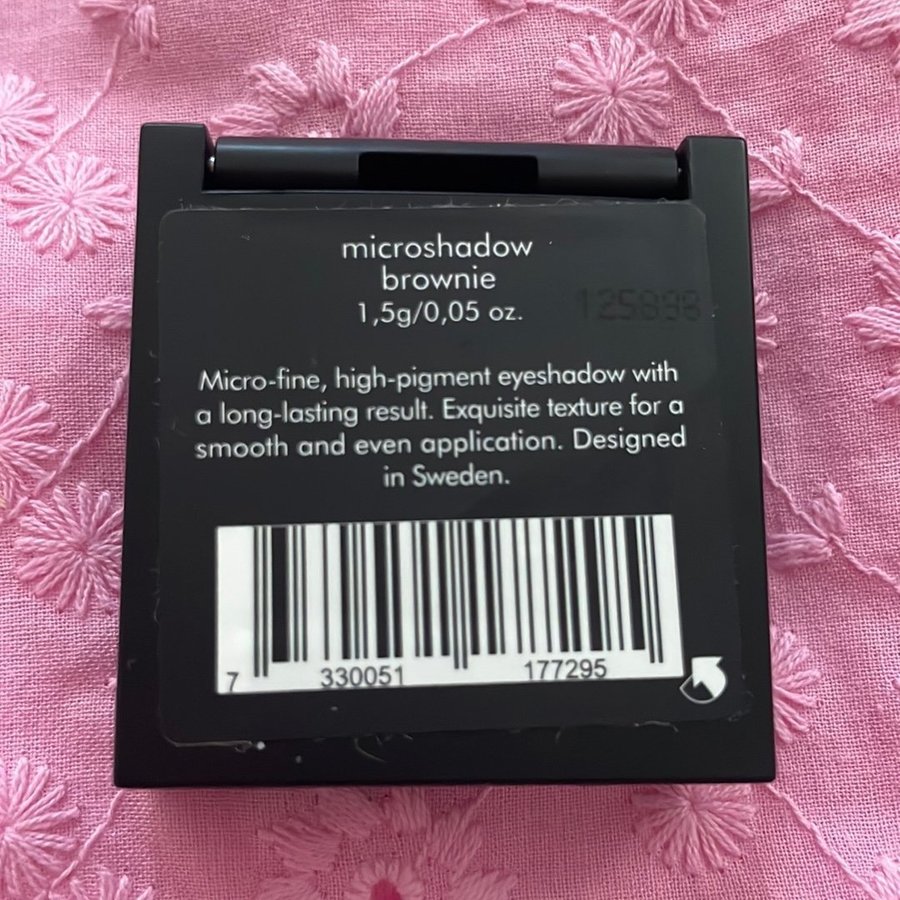 microshadow
brownie
1,5g/0,05 oz.
125898
Micro-fine, high-pigment eyeshadow with
a long-lasting result. Exquisite texture for a
smooth and even application. Designed
in Sweden.
7 330051 177295